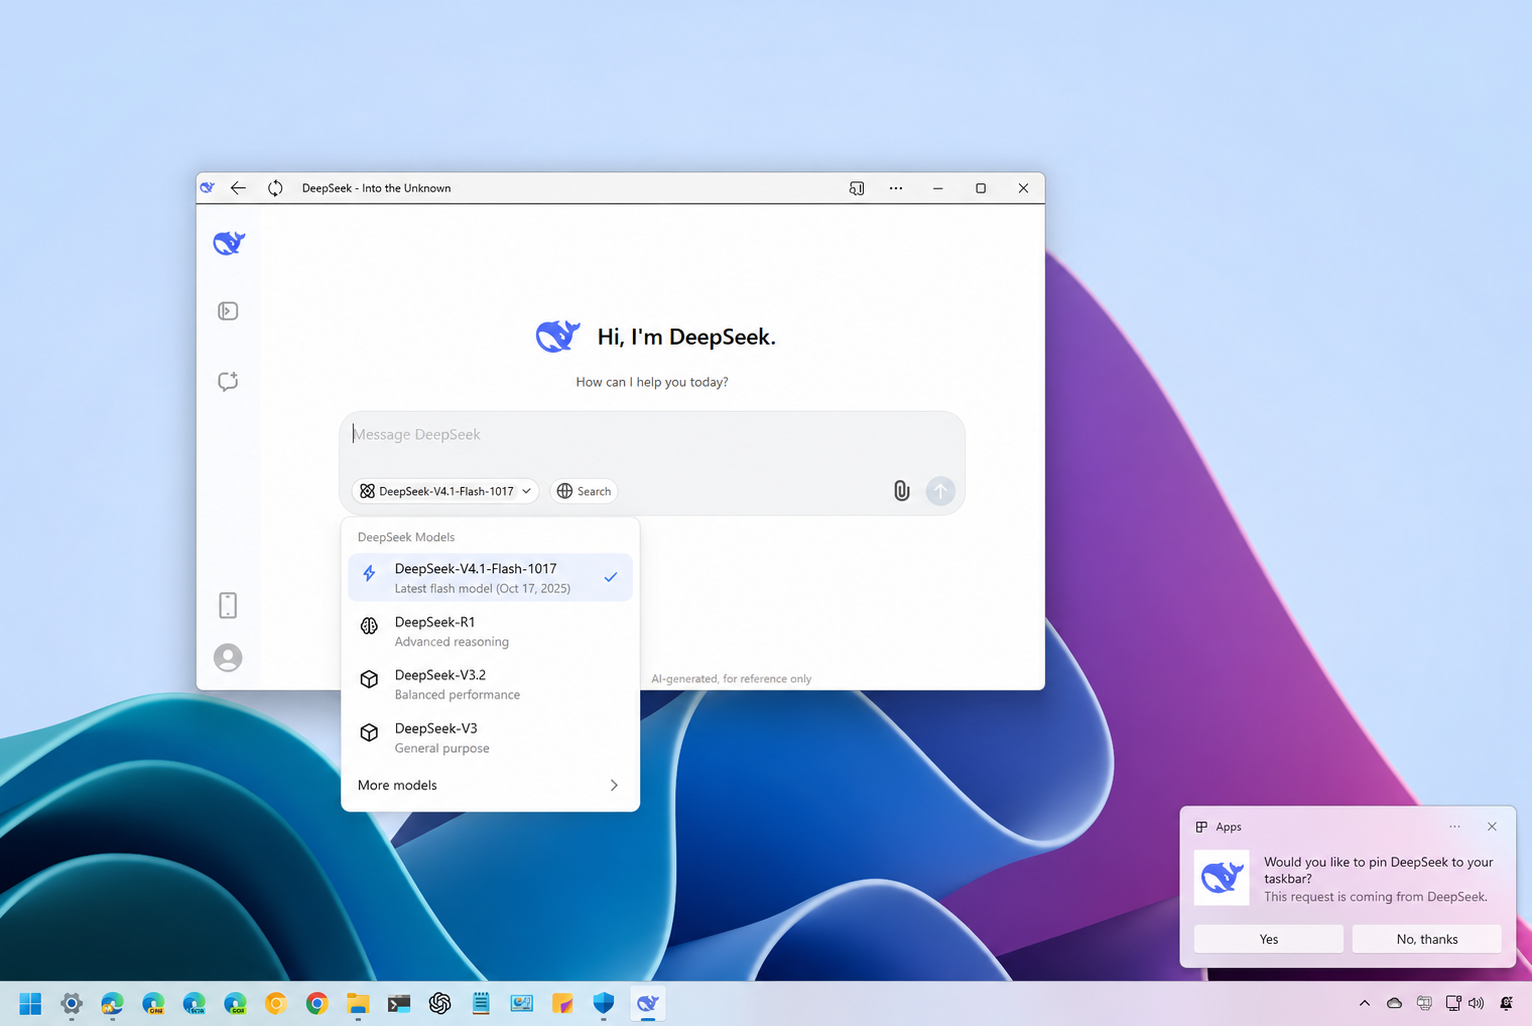 DeepSeek - Into the Unknown
Hi, I'm DeepSeek.
How can I help you today?
Message DeepSeek
DeepSeek-V4.1-Flash-1017
Search
DeepSeek Models
DeepSeek-V4.1-Flash-1017
Latest flash model (Oct 17, 2025)
DeepSeek-R1
Advanced reasoning
DeepSeek-V3.2
Balanced performance
DeepSeek-V3
General purpose
More models
AI-generated, for reference only
Apps
Would you like to pin DeepSeek to your
taskbar?
This request is coming from DeepSeek.
Yes
No, thanks